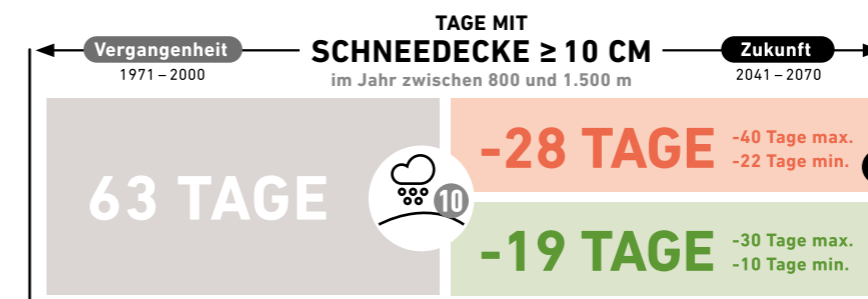 TAGE MIT
Vergangenheit
SCHNEEDECKE ≥ 10 CM
Zukunft
1971 – 2000
im Jahr zwischen 800 und 1.500 m
2041 – 2070
63 TAGE
10
-28 TAGE
-40 Tage max.
-22 Tage min.
-19 TAGE
-30 Tage max.
-10 Tage min.